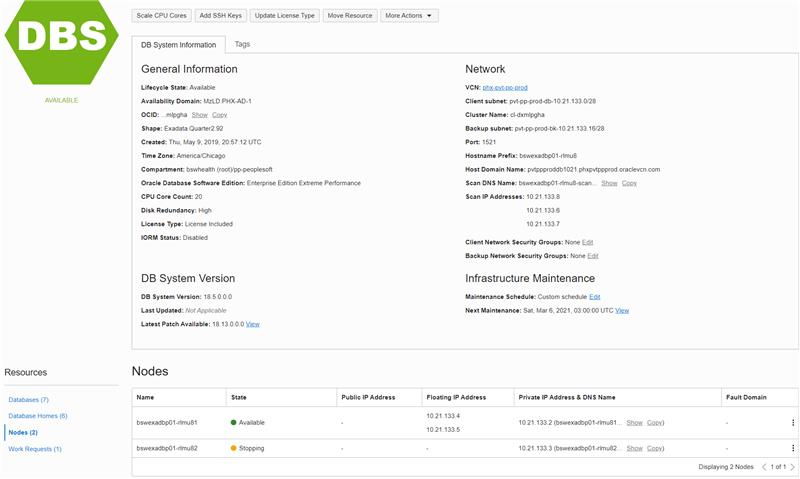 DBS
AVAILABLE
Scale CPU Cores
Add SSH Keys
Update License Type
Move Resource
More Actions
DB System Information
Tags
General Information
Lifecycle State: Available
Availability Domain: MzLD:PHX-AD-1
OCID: ...mlpgha Show Copy
Shape: Exadata Quarter2.92
Created: Thu, May 9, 2019, 20:57:12 UTC
Time Zone: America/Chicago
Compartment: bswhealth (root)/pp-peoplesoft
Oracle Database Software Edition: Enterprise Edition Extreme Performance
CPU Core Count: 20
Disk Redundancy: High
License Type: License Included
IORM Status: Disabled
DB System Version
DB System Version: 18.5.0.0.0
Last Updated: Not Applicable
Latest Patch Available: 18.13.0.0.0 View
Network
VCN: phx-pvt-pp-prod
Client subnet: pvt-pp-prod-db-10.21.133.0/28
Cluster Name: cl-dxmlpgha
Backup subnet: pvt-pp-prod-bk-10.21.133.16/28
Port: 1521
Hostname Prefix: bswexadbp01-rlmu8
Host Domain Name: pvtppproddb1021.phxpvtppprod.oraclevcn.com
Scan DNS Name: bswexadbp01-rlmu8-scan... Show Copy
Scan IP Addresses: 10.21.133.8
10.21.133.6
10.21.133.7
Client Network Security Groups: None Edit
Backup Network Security Groups: None Edit
Infrastructure Maintenance
Maintenance Schedule: Custom schedule Edit
Next Maintenance: Sat, Mar 6, 2021, 03:00:00 UTC View
Resources
Databases (7)
Database Homes (6)
Nodes (2)
Work Requests (1)
Nodes
Name State Public IP Address Floating IP Address Private IP Address & DNS Name Fault Domain
bswexadbp01-rlmu81 Available - 10.21.133.4 10.21.133.2 (bswexadbp01-rlmu81... Show Copy) -
10.21.133.5
bswexadbp01-rlmu82 Stopping - - 10.21.133.3 (bswexadbp01-rlmu82... Show Copy) -
Displaying 2 Nodes < 1 of 1 >